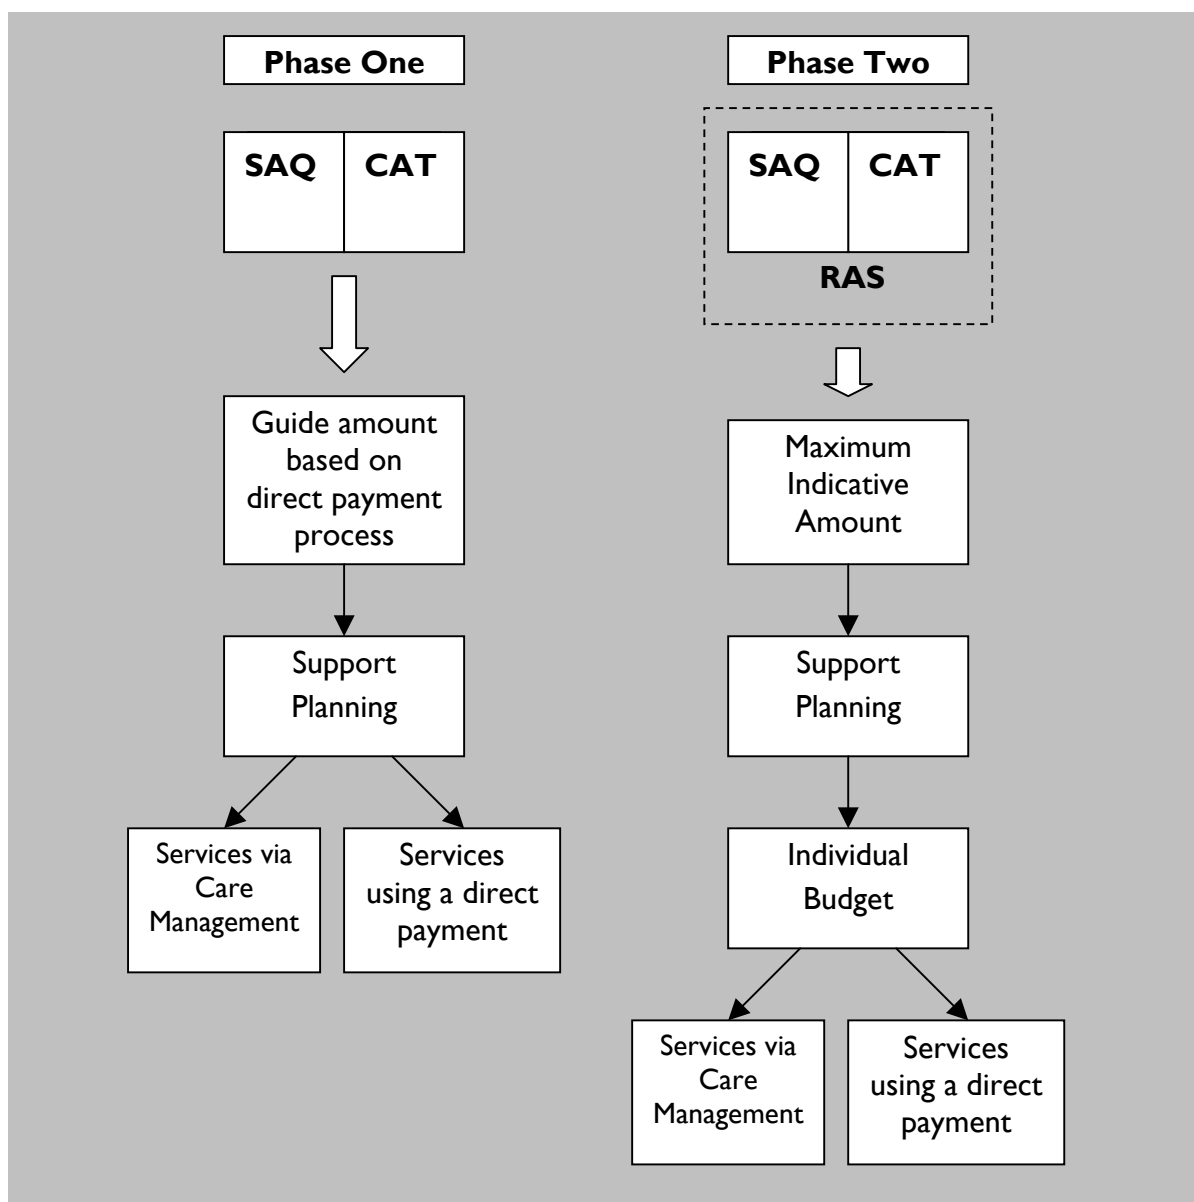 Phase One
SAQ
CAT
Guide amount
based on
direct payment
process
Support
Planning
Services via
Care
Management
Services
using a direct
payment
Phase Two
SAQ
CAT
RAS
Maximum
Indicative
Amount
Support
Planning
Individual
Budget
Services via
Care
Management
Services
using a direct
payment